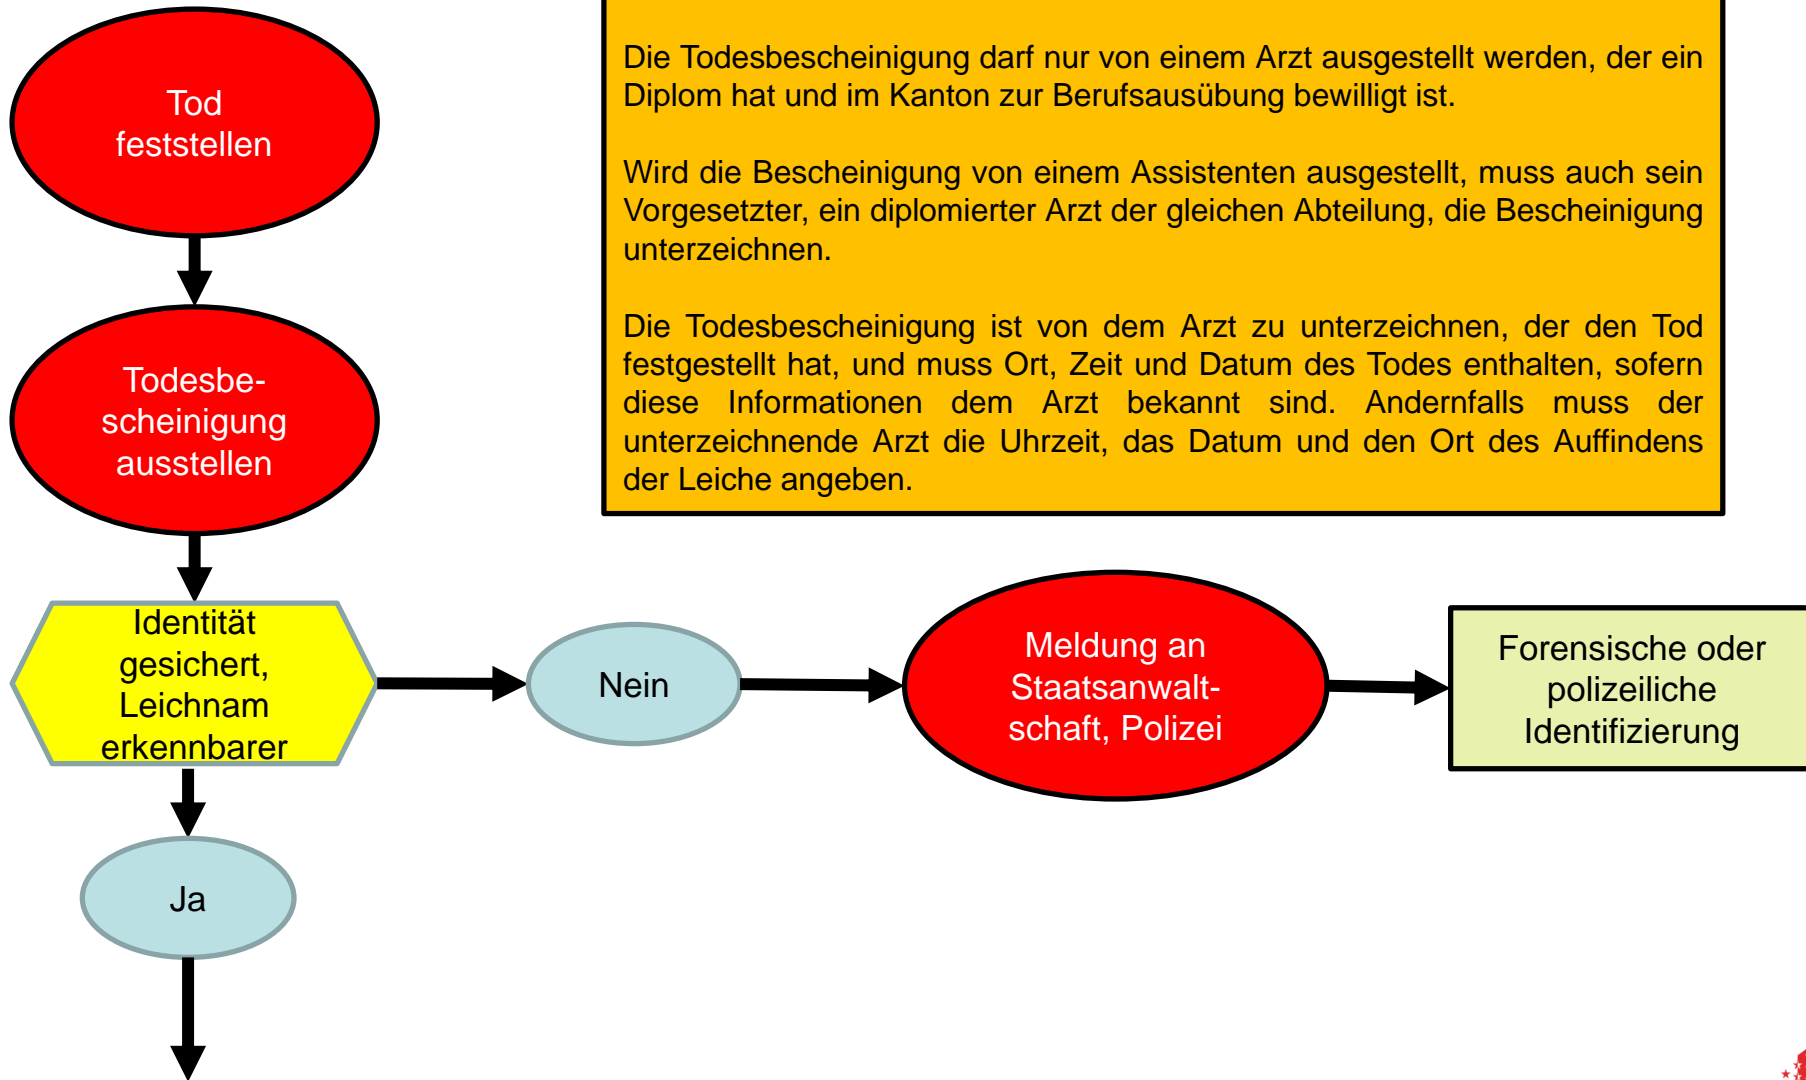 Tod
feststellen
Die Todesbescheinigung darf nur von einem Arzt ausgestellt werden, der ein
Diplom hat und im Kanton zur Berufsausübung bewilligt ist.
Wird die Bescheinigung von einem Assistenten ausgestellt, muss auch sein
Vorgesetzter, ein diplomierter Arzt der gleichen Abteilung, die Bescheinigung
unterzeichnen.
Die Todesbescheinigung ist von dem Arzt zu unterzeichnen, der den Tod
festgestellt hat, und muss Ort, Zeit und Datum des Todes enthalten, sofern
diese Informationen dem Arzt bekannt sind. Andernfalls muss der
unterzeichnende Arzt die Uhrzeit, das Datum und den Ort des Auffindens
der Leiche angeben.
Todesbe-
scheinigung
ausstellen
Identität
gesichert,
Leichnam
erkennbarer
Nein
Meldung an
Staatsanwalt-
schaft, Polizei
Forensische oder
polizeiliche
Identifizierung
Ja